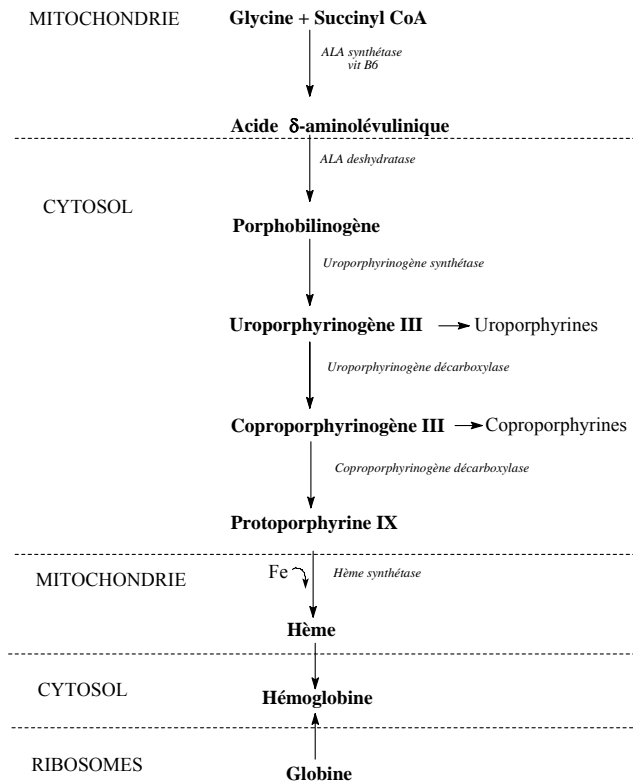 MITOCHONDRIE
Glycine + Succinyl CoA
ALA synthétase
vit B6
Acide δ-aminolévulinique
ALA deshydratase
CYTOSOL
Porphobilinogène
Uroporphyrinogène synthétase
Uroporphyrinogène III
Uroporphyrines
Uroporphyrinogène décarboxylase
Coproporphyrinogène III
Coproporphyrines
Coproporphyrinogène décarboxylase
Protoporphyrine IX
MITOCHONDRIE
Fe
Hème synthétase
Hème
CYTOSOL
Hémoglobine
RIBOSOMES
Globine